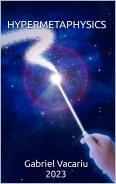 HYPERMETAPHYSICS
Gabriel Vacariu
2023